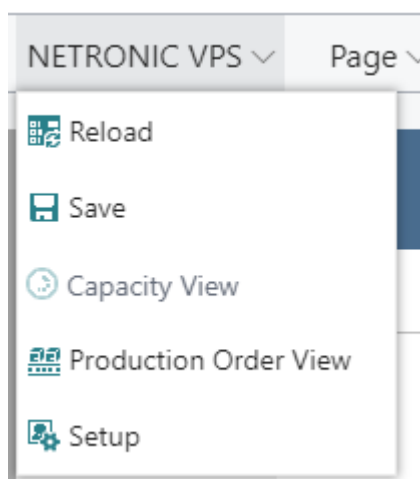 NETRONIC VPS Page
Reload
Save
Capacity View
Production Order View
Setup